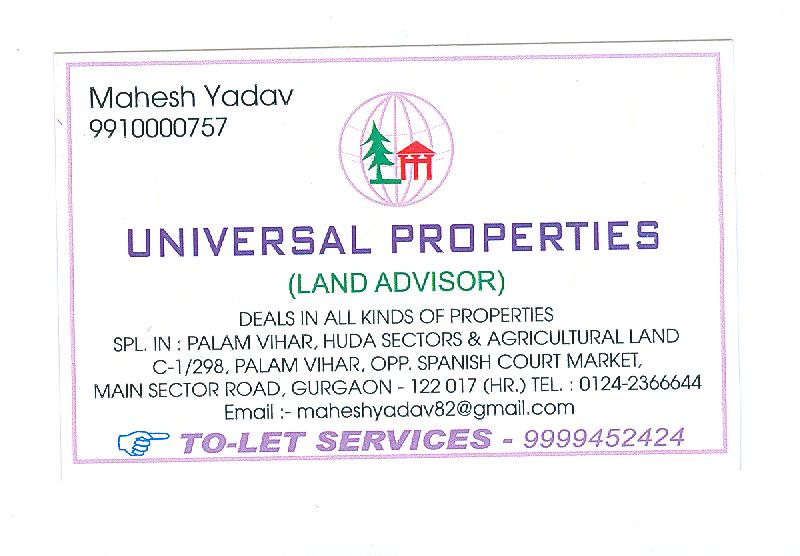 Mahesh Yadav
9910000757
UNIVERSAL PROPERTIES
(LAND ADVISOR)
DEALS IN ALL KINDS OF PROPERTIES
SPL. IN : PALAM VIHAR, HUDA SECTORS & AGRICULTURAL LAND
C-1/298, PALAM VIHAR, OPP. SPANISH COURT MARKET,
MAIN SECTOR ROAD, GURGAON - 122 017 (HR.) TEL. : 0124-2366644
Email :- maheshyadav82@gmail.com
TO-LET SERVICES - 9999452424